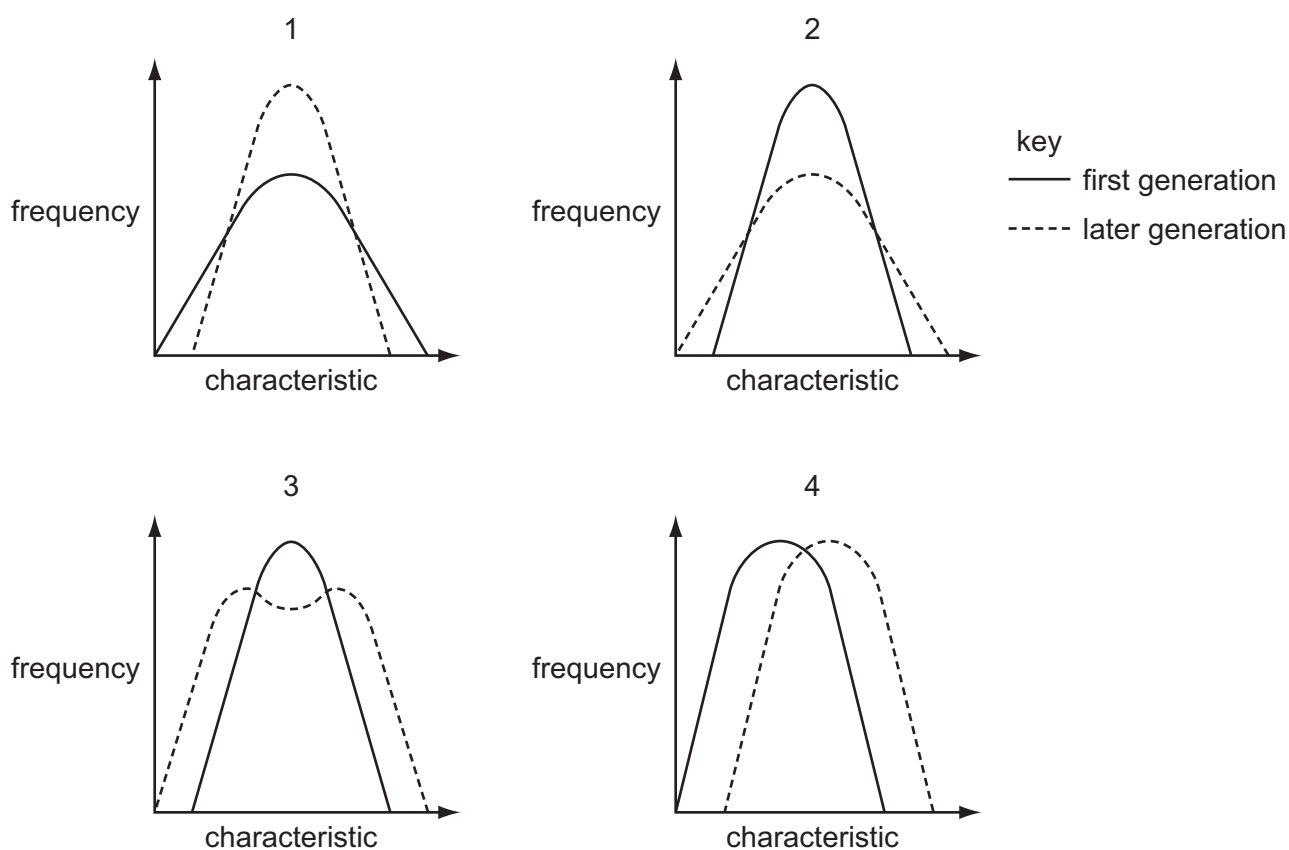 1
frequency
characteristic
2
frequency
characteristic
key
first generation
later generation
3
frequency
characteristic
4
frequency
characteristic